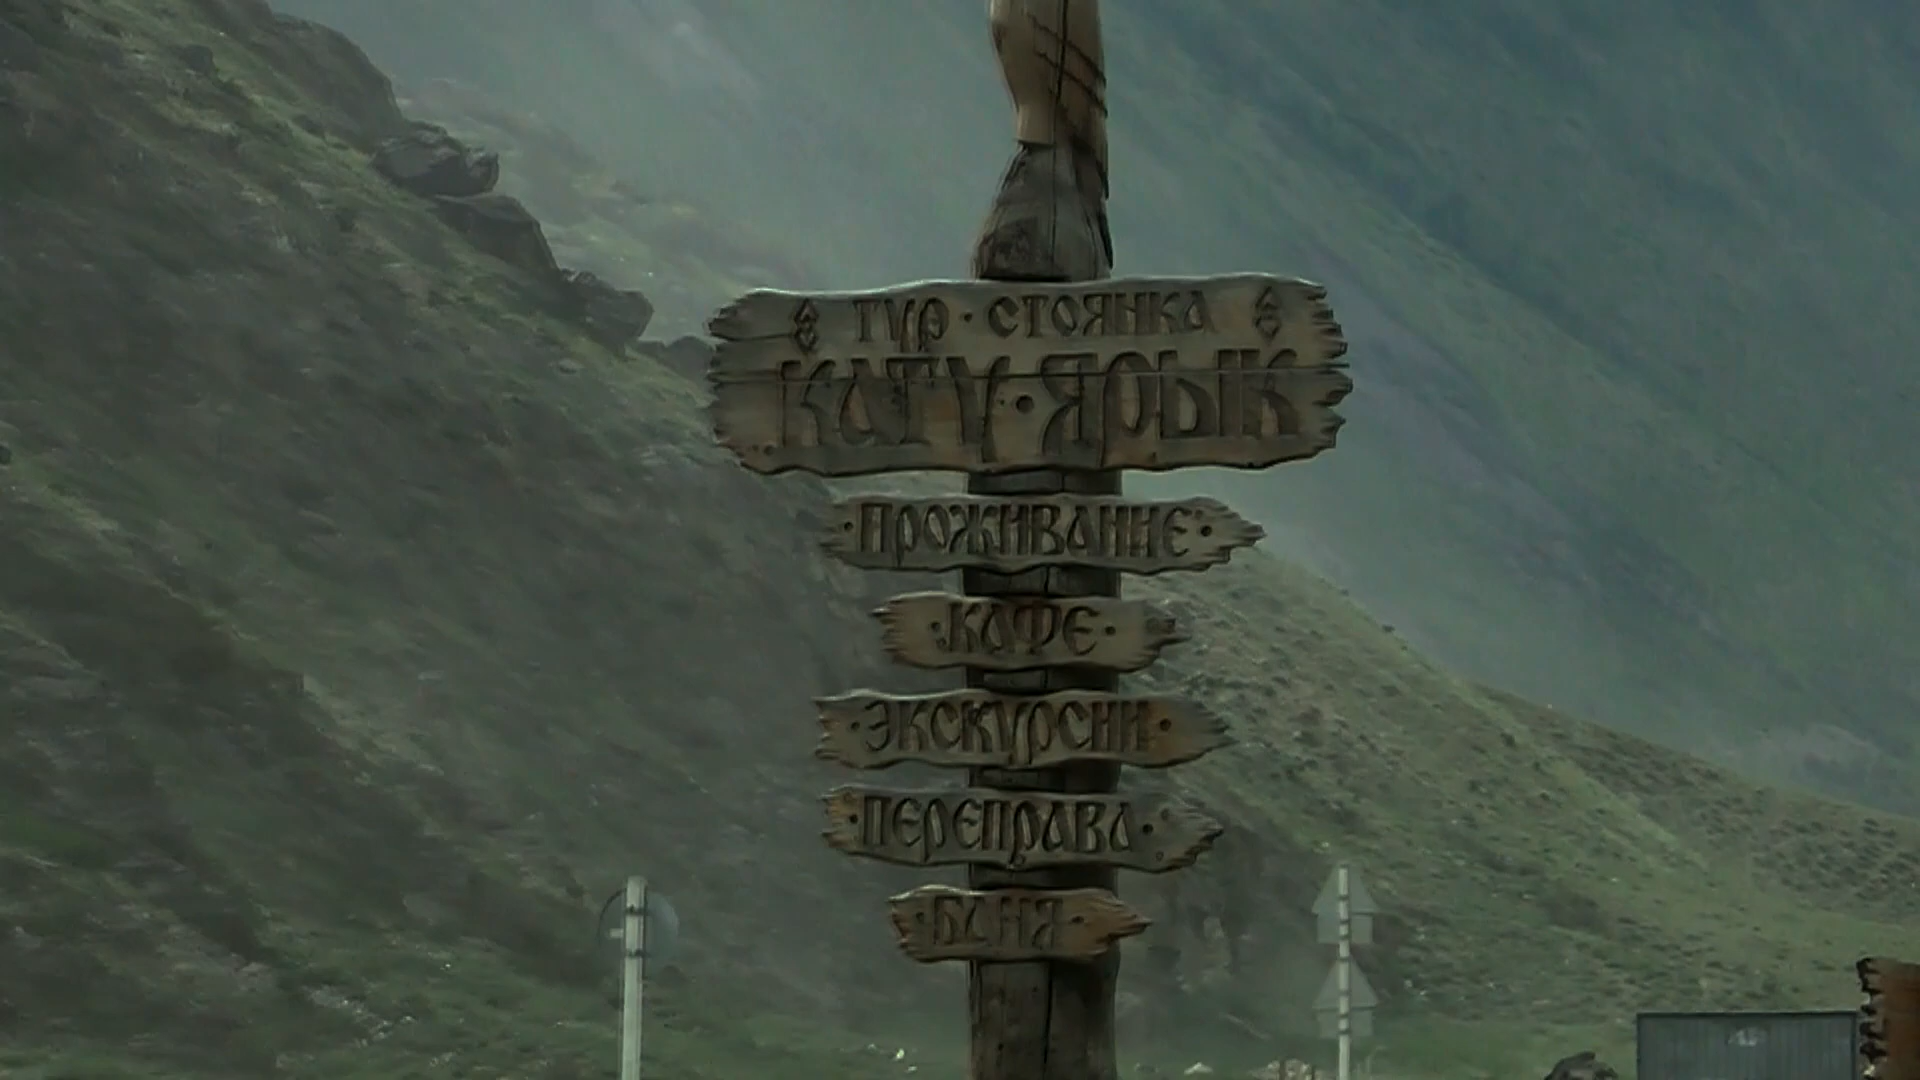 ТУР·СТОЯНКА
КАТУ·ЯРЫК
·ПРОЖИВАНИЕ·
·КАФЕ·
·ЭКСКУРСИИ·
·ПЕРЕПРАВА·
·БАНЯ·